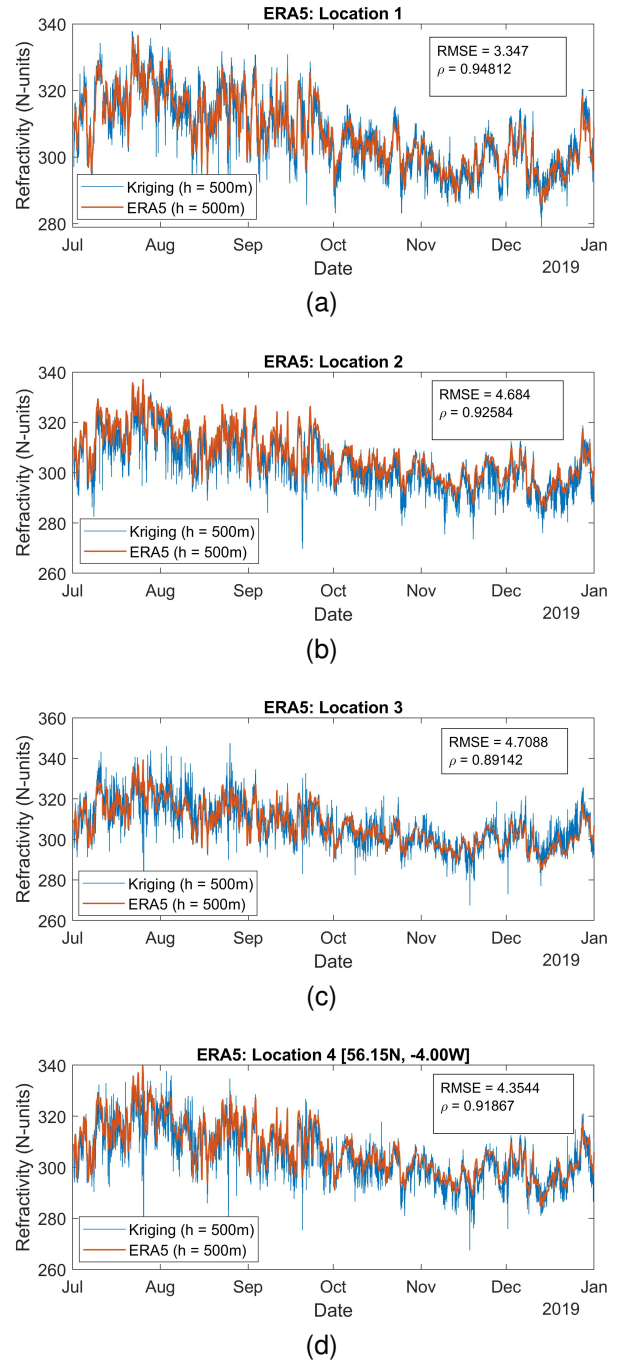 ERA5: Location 1
Refractivity (N-units)
340
320
300
280
RMSE = 3.347
ρ = 0.94812
Kriging (h = 500m)
ERA5 (h = 500m)
Jul Aug Sep Oct Nov Dec Jan
Date
2019
(a)
ERA5: Location 2
Refractivity (N-units)
340
320
300
280
260
RMSE = 4.684
ρ = 0.92584
Kriging (h = 500m)
ERA5 (h = 500m)
Jul Aug Sep Oct Nov Dec Jan
Date
2019
(b)
ERA5: Location 3
Refractivity (N-units)
360
340
320
300
280
260
RMSE = 4.7088
ρ = 0.89142
Kriging (h = 500m)
ERA5 (h = 500m)
Jul Aug Sep Oct Nov Dec Jan
Date
2019
(c)
ERA5: Location 4 [56.15N, -4.00W]
Refractivity (N-units)
340
320
300
280
260
RMSE = 4.3544
ρ = 0.91867
Kriging (h = 500m)
ERA5 (h = 500m)
Jul Aug Sep Oct Nov Dec Jan
Date
2019
(d)